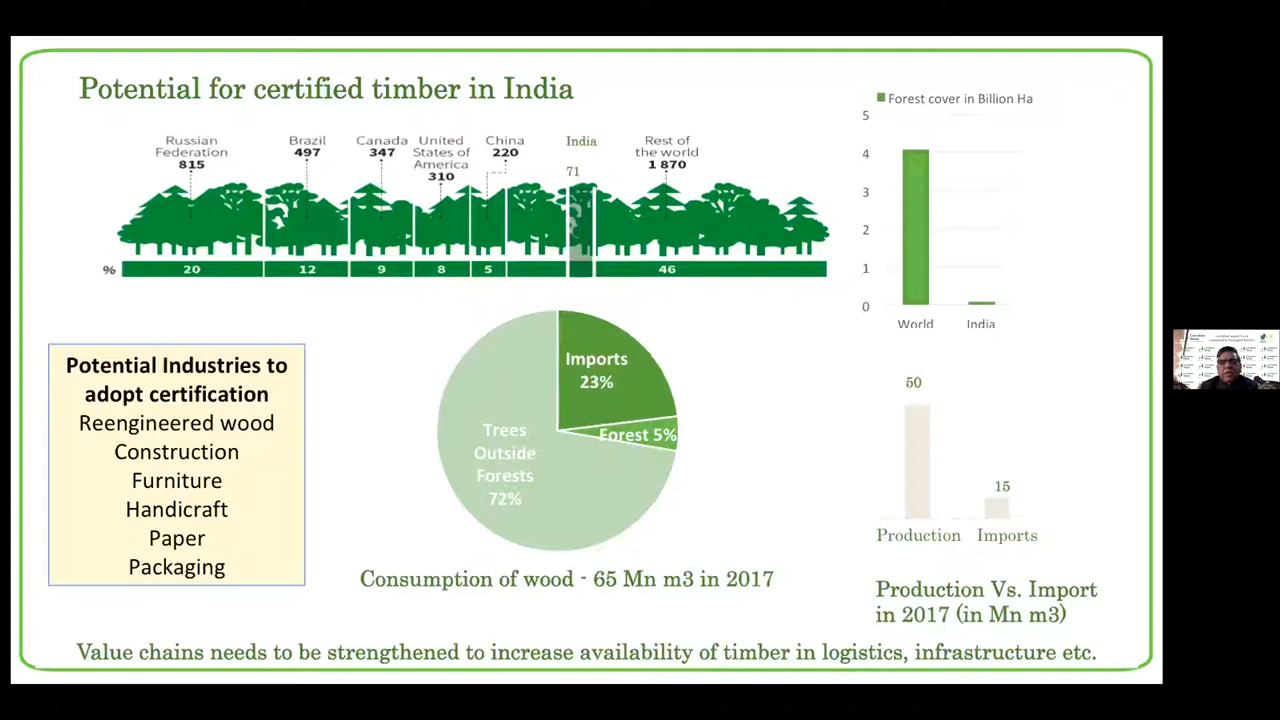 Potential for certified timber in India
Russian
Federation
815
Brazil
497
Canada
347
United
States of
America
310
China
220
India
71
Rest of
the world
1 870
% 20 12 9 8 5 46
Forest cover in Billion Ha
5
4
3
2
1
0
World India
Potential Industries to
adopt certification
Reengineered wood
Construction
Furniture
Handicraft
Paper
Packaging
Imports
23%
Forest 5%
Trees
Outside
Forests
72%
Consumption of wood - 65 Mn m3 in 2017
50
15
Production Imports
Production Vs. Import
in 2017 (in Mn m3)
Value chains needs to be strengthened to increase availability of timber in logistics, infrastructure etc.